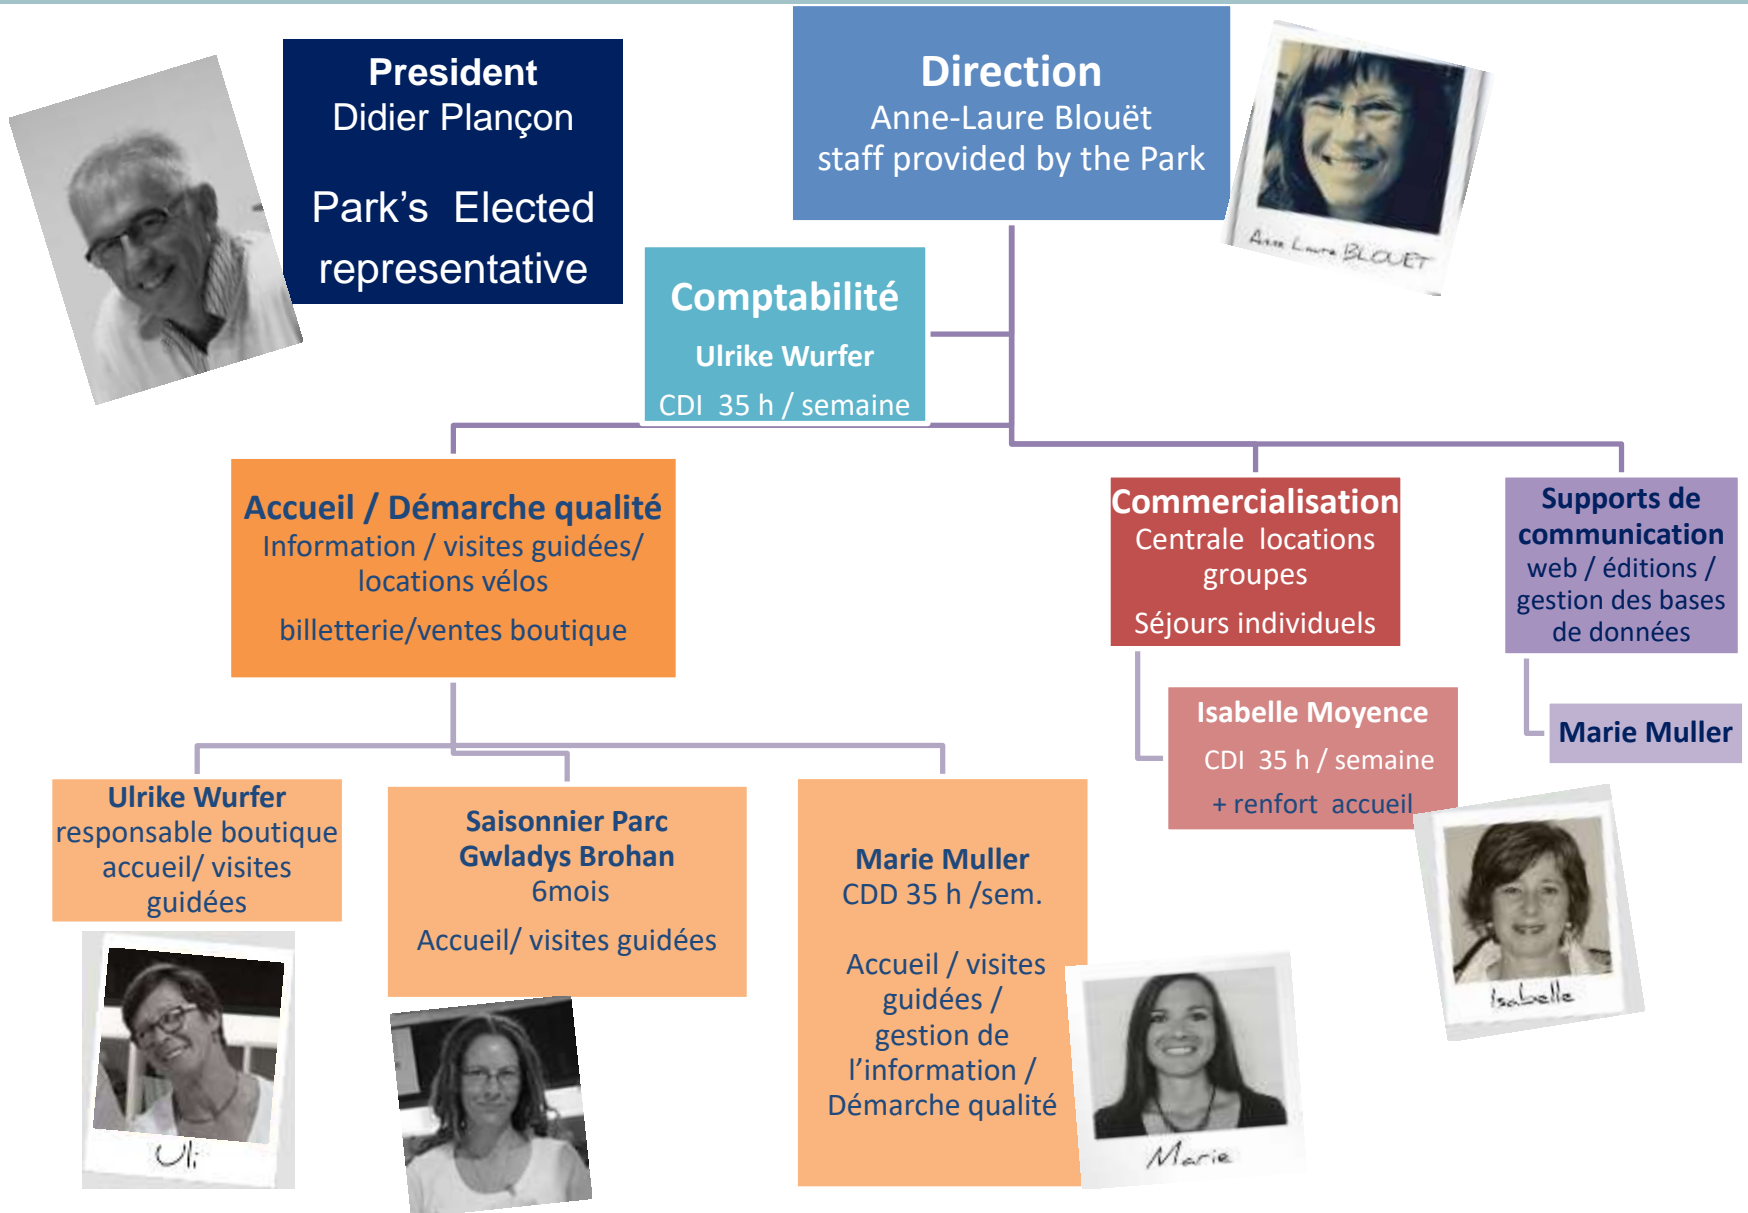 President
Didier Plançon
Park’s Elected
representative
Direction
Anne-Laure Blouët
staff provided by the Park
Anne Laure BLOUËT
Comptabilité
Ulrike Wurfer
CDI 35 h / semaine
Accueil / Démarche qualité
Information / visites guidées/
locations vélos
billetterie/ventes boutique
Commercialisation
Centrale locations
groupes
Séjours individuels
Supports de
communication
web / éditions /
gestion des bases
de données
Isabelle Moyence
CDI 35 h / semaine
+ renfort accueil
Marie Muller
Ulrike Wurfer
responsable boutique
accueil/ visites
guidées
Saisonnier Parc
Gwladys Brohan
6mois
Accueil/ visites guidées
Marie Muller
CDD 35 h /sem.
Accueil / visites
guidées /
gestion de
l’information /
Démarche qualité
Isabelle
Uli
Marie